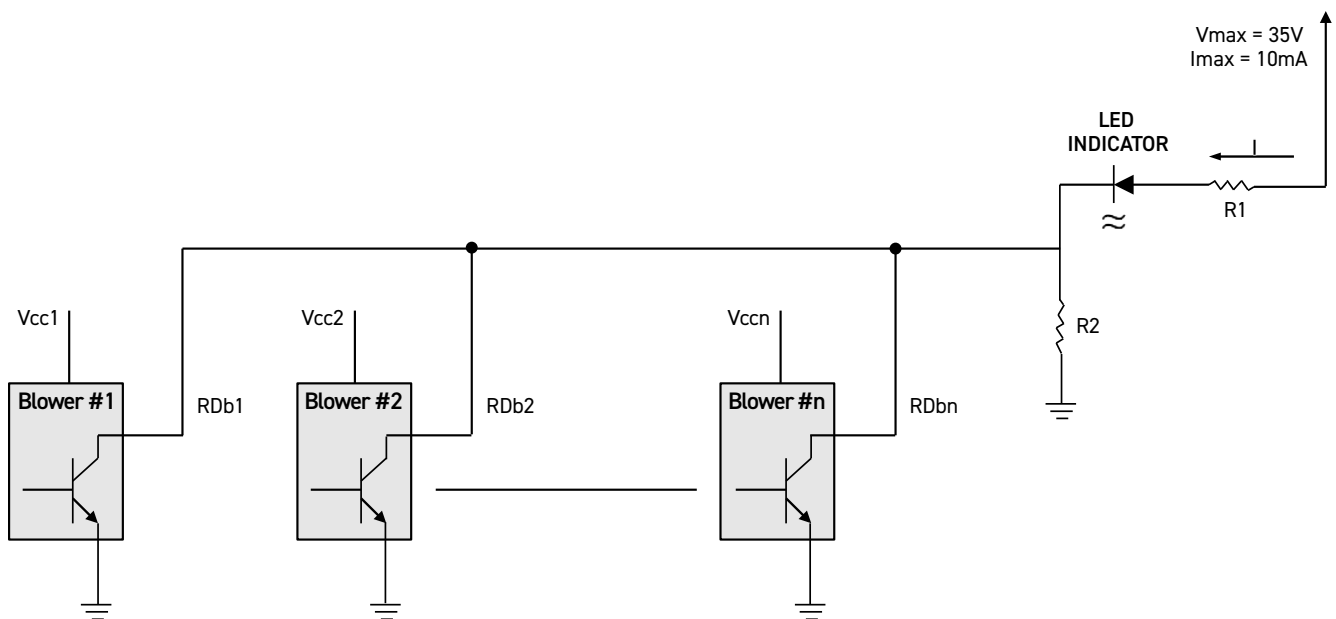 Vmax = 35V
Imax = 10mA
LED
INDICATOR
I
R1
Vcc1
Vcc2
Vccn
R2
Blower #1
RDb1
Blower #2
RDb2
Blower #n
RDbn